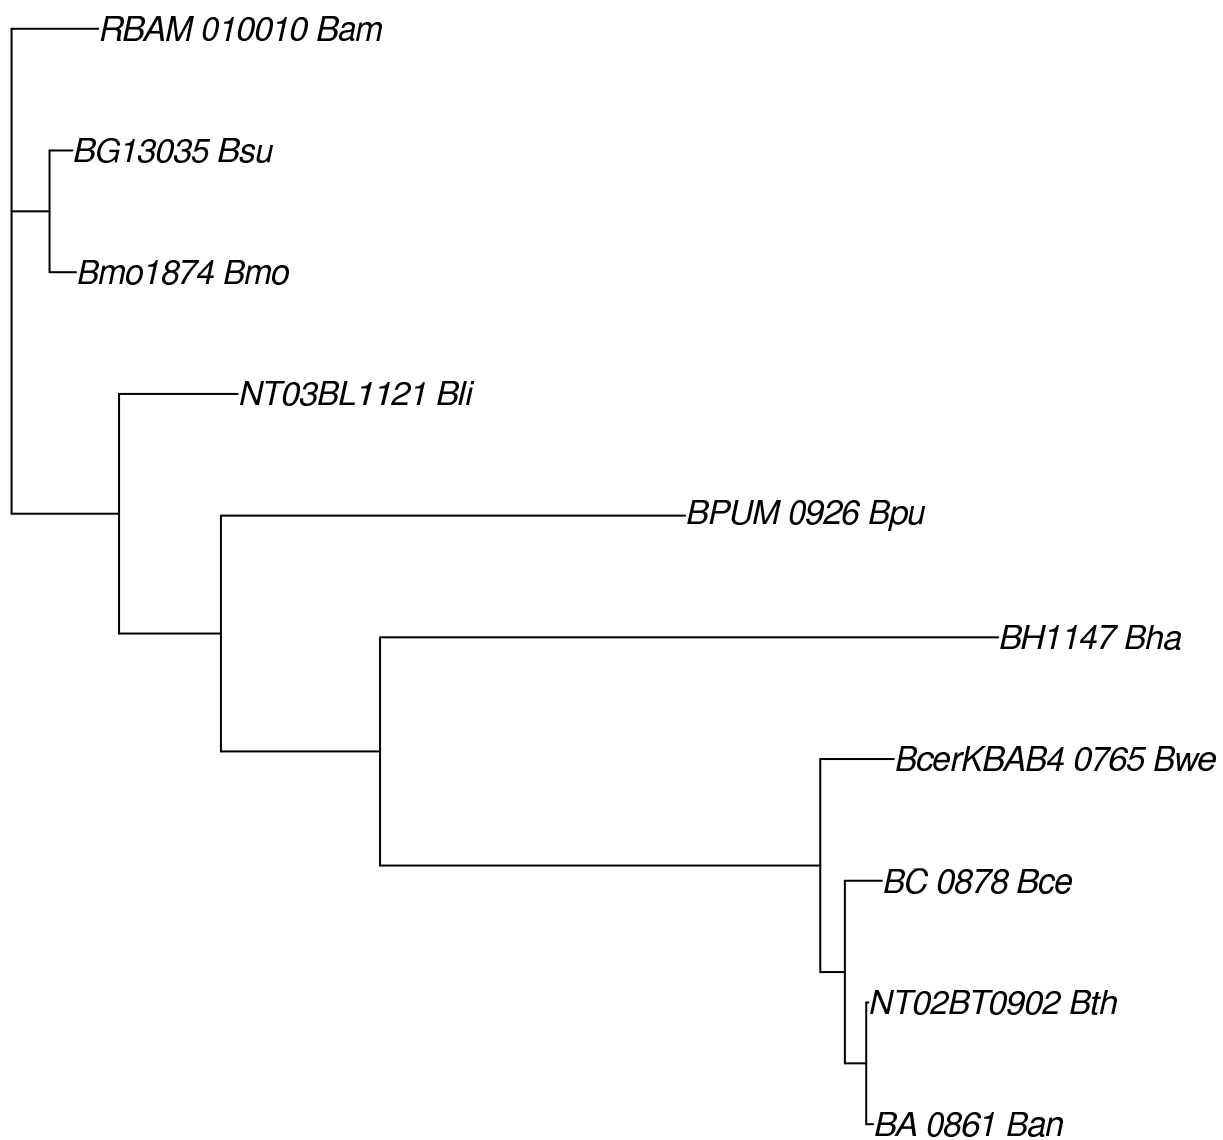 RBAM 010010 Bam
BG13035 Bsu
Bmo1874 Bmo
NT03BL1121 Bli
BPUM 0926 Bpu
BH1147 Bha
BcerKBAB4 0765 Bwe
BC 0878 Bce
NT02BT0902 Bth
BA 0861 Ban